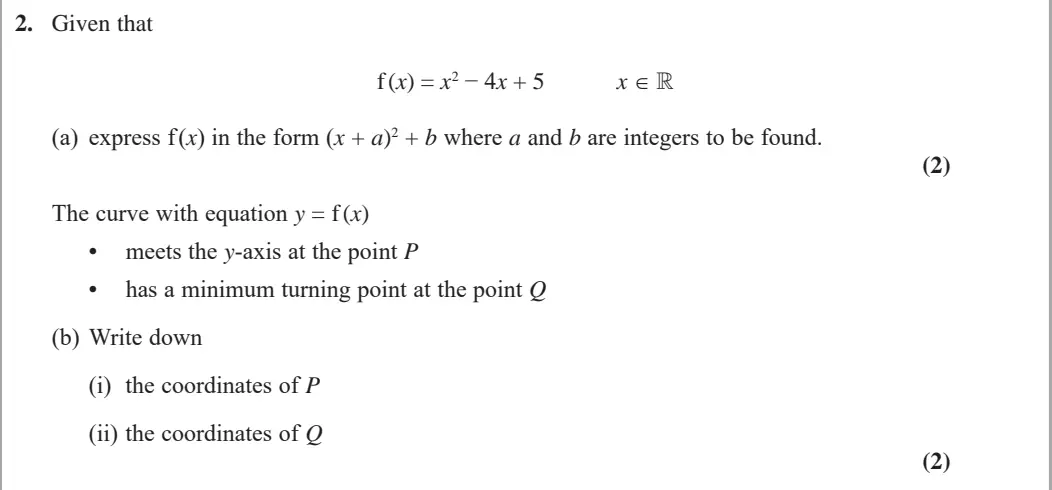 2. Given that
f(x) = x² − 4x + 5 x ∈ ℝ
(a) express f(x) in the form (x + a)² + b where a and b are integers to be found.
(2)
The curve with equation y = f(x)
• meets the y-axis at the point P
• has a minimum turning point at the point Q
(b) Write down
(i) the coordinates of P
(ii) the coordinates of Q
(2)